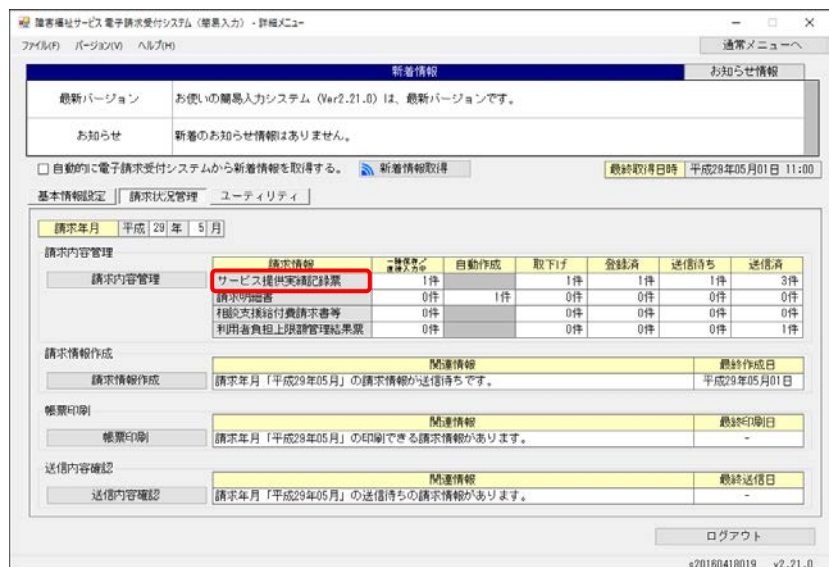 障害福祉サービス 電子請求受付システム (簡易入力) - 詳細メニュー
ファイル(F) バージョン(V) ヘルプ(H) 通常メニューへ
新着情報 お知らせ情報
最新バージョン お使いの簡易入力システム (Ver2.21.0) は、最新バージョンです。
お知らせ 新着のお知らせ情報はありません。
自動的に電子請求受付システムから新着情報を取得する。 新着情報取得 最終取得日時 平成29年05月01日 11:00
基本情報設定 請求状況管理 ユーティリティ
請求年月 平成 29 年 5 月
請求内容管理
請求情報 一時保存/直接入力中 自動作成 取下げ 登録済 送信待ち 送信済
請求内容管理 サービス提供実績記録票 1件 1件 1件 1件 3件
請求明細書 0件 1件 0件 0件 0件 0件
相談支援給付費請求書等 0件 0件 0件 0件 0件
利用者負担上限額管理結果票 0件 0件 0件 0件 1件
請求情報作成
関連情報 最終作成日
請求情報作成 請求年月「平成29年05月」の請求情報が送信待ちです。 平成29年05月01日
帳票印刷
関連情報 最終印刷日
帳票印刷 請求年月「平成29年05月」の印刷できる請求情報があります。 -
送信内容確認
関連情報 最終送信日
送信内容確認 請求年月「平成29年05月」の送信待ちの請求情報があります。 -
ログアウト
s20160418019 v2.21.0